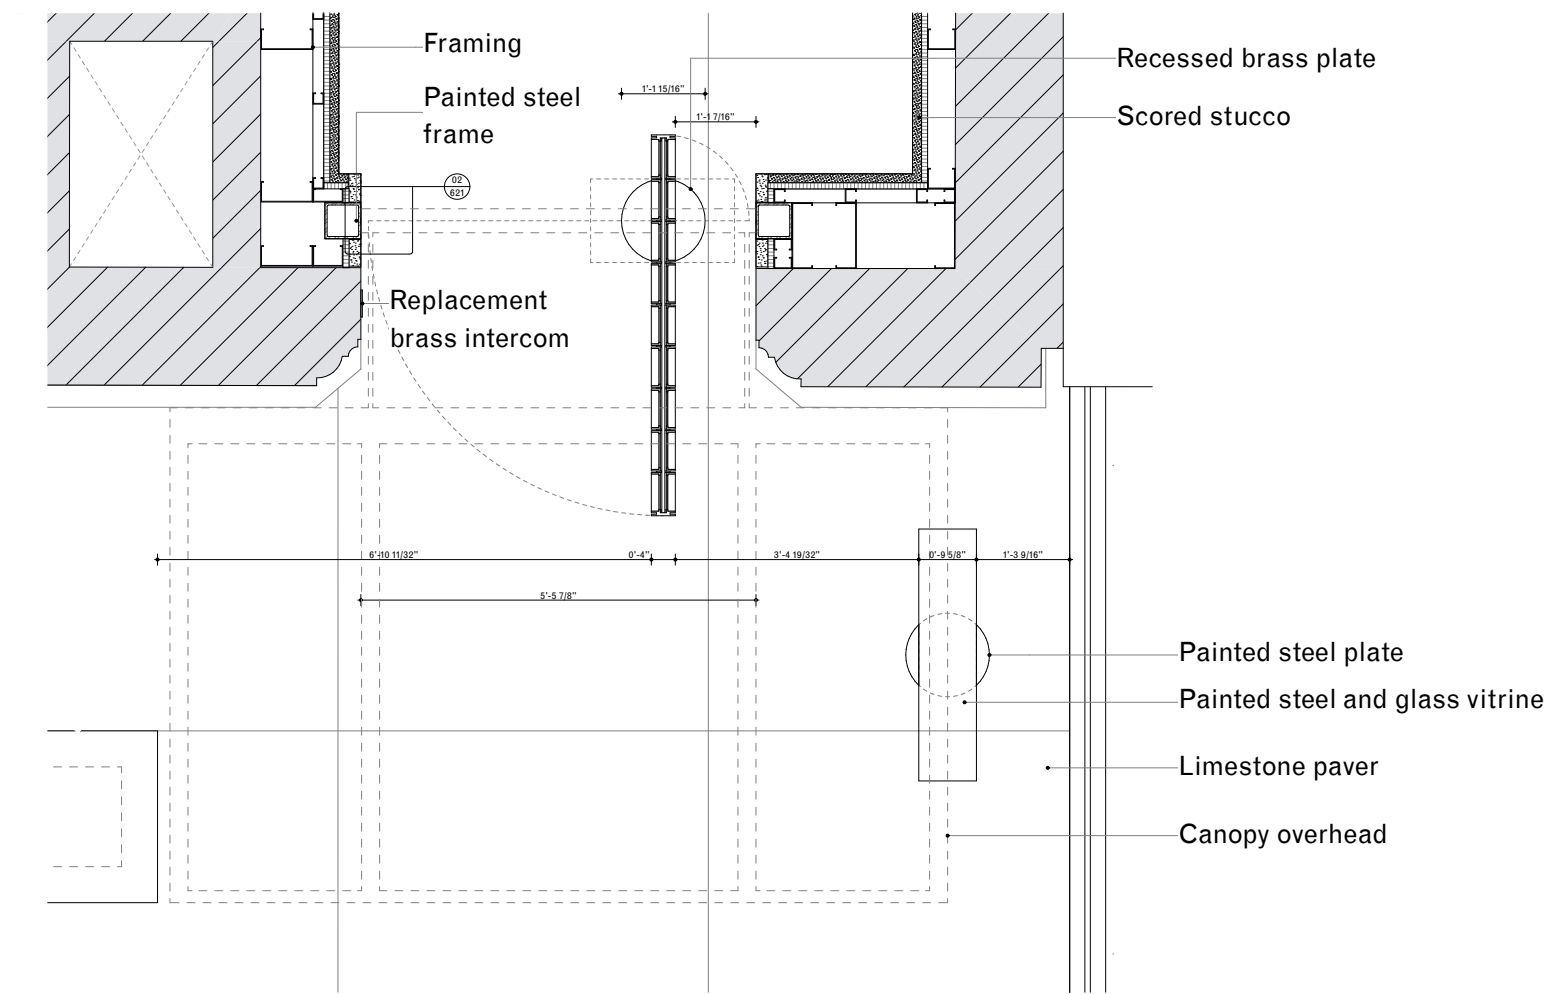 Framing
Recessed brass plate
Painted steel
frame
1'-1 15/16"
Scored stucco
1'-1 7/16"
02
621
Replacement
brass intercom
6'-10 11/32"
0'-4"
3'-4 19/32"
0'-9 5/8"
1'-3 9/16"
5'-5 7/8"
Painted steel plate
Painted steel and glass vitrine
Limestone paver
Canopy overhead